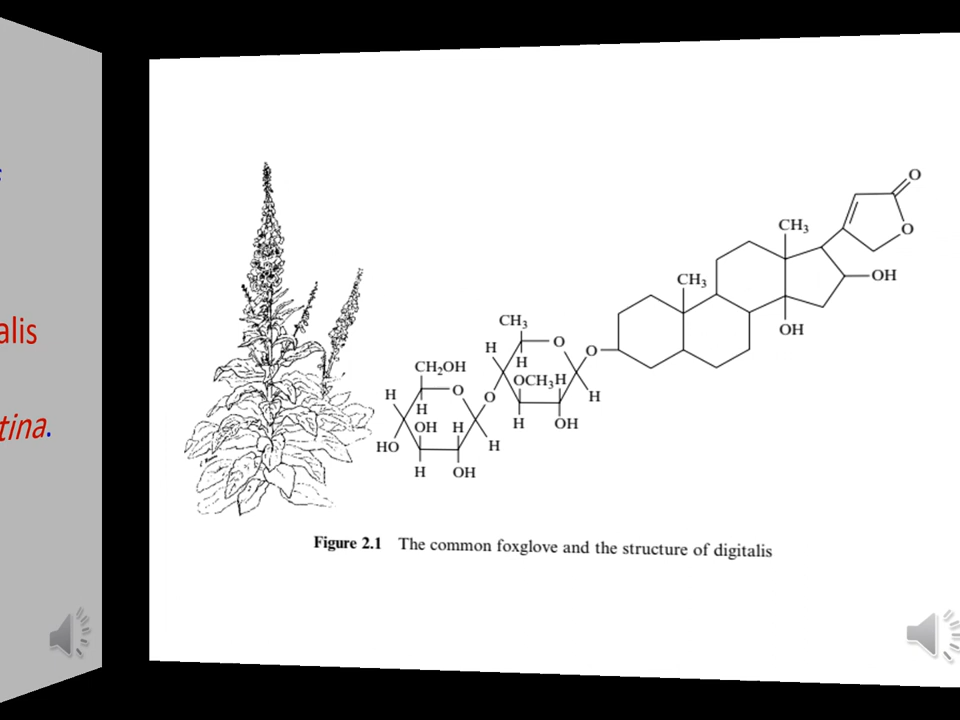 alis
tina.
O
CH3
O
CH3
OH
OH
CH3
O
O
H
H
CH2OH
OCH3
H
H
O
O
H
H
OH
H
OH
H
HO
H
H
OH
Figure 2.1 The common foxglove and the structure of digitalis